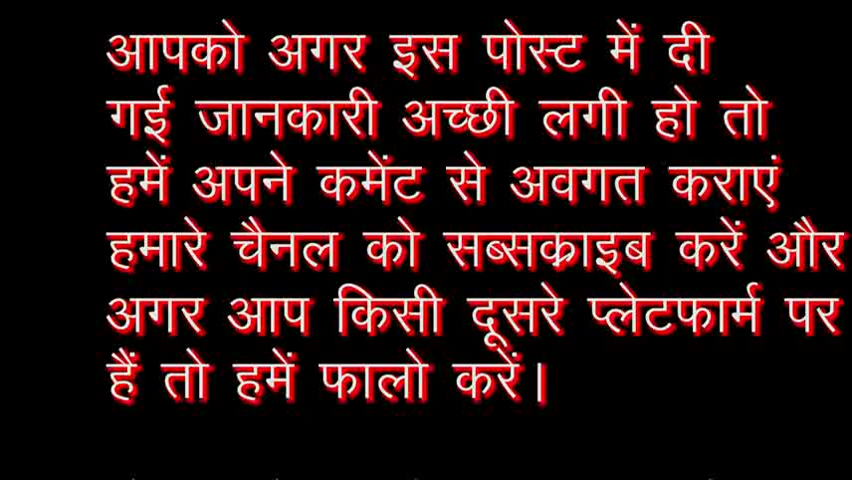 आपको अगर इस पोस्ट में दी
गई जानकारी अच्छी लगी हो तो
हमें अपने कमेंट से अवगत कराएं
हमारे चैनल को सब्सक्राइब करें और
अगर आप किसी दूसरे प्लेटफार्म पर
हैं तो हमें फालो करें।